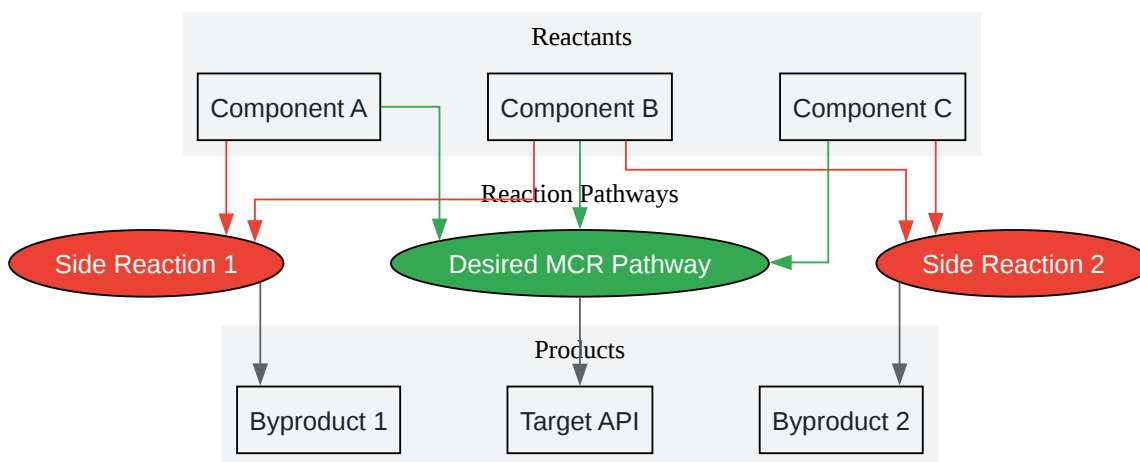 Reactants
Component A
Component B
Component C
Reaction Pathways
Side Reaction 1
Desired MCR Pathway
Side Reaction 2
Products
Byproduct 1
Target API
Byproduct 2